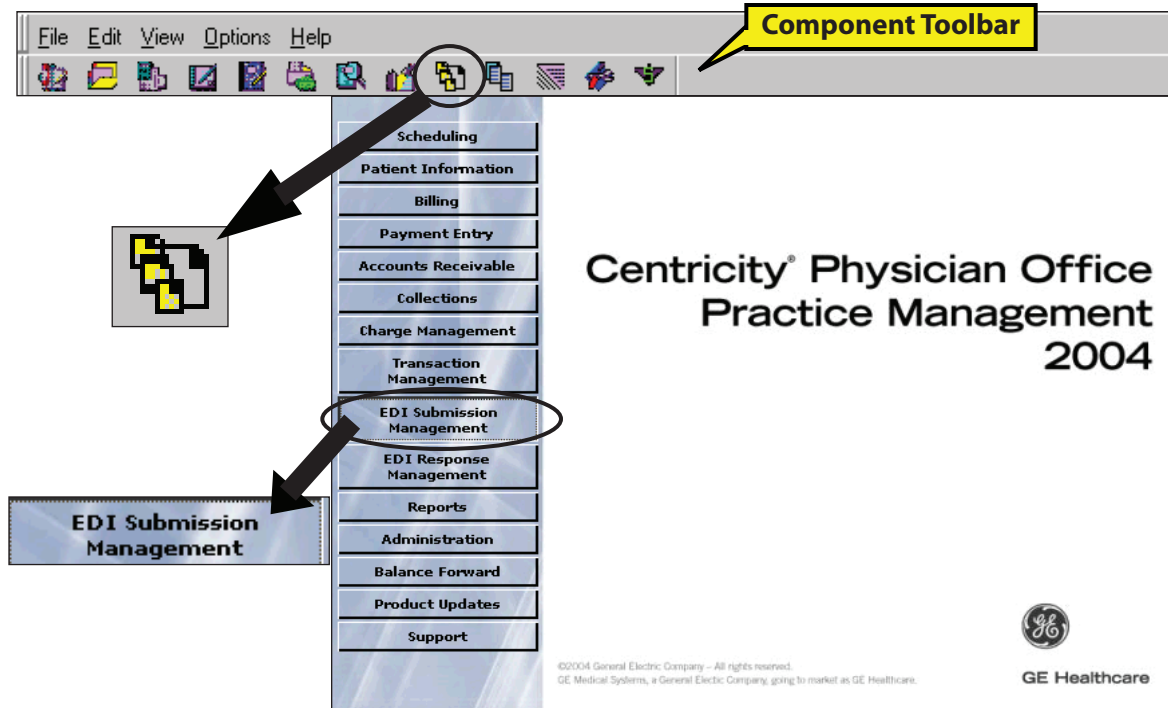 Component Toolbar
File Edit View Options Help
Scheduling
Patient Information
Billing
Payment Entry
Accounts Receivable
Collections
Charge Management
Transaction
Management
EDI Submission
Management
EDI Response
Management
Reports
Administration
Balance Forward
Product Updates
Support
EDI Submission
Management
Centricity® Physician Office
Practice Management
2004
©2004 General Electric Company – All rights reserved.
GE Medical Systems, a General Electic Company, going to market as GE Healthcare.
GE
GE Healthcare